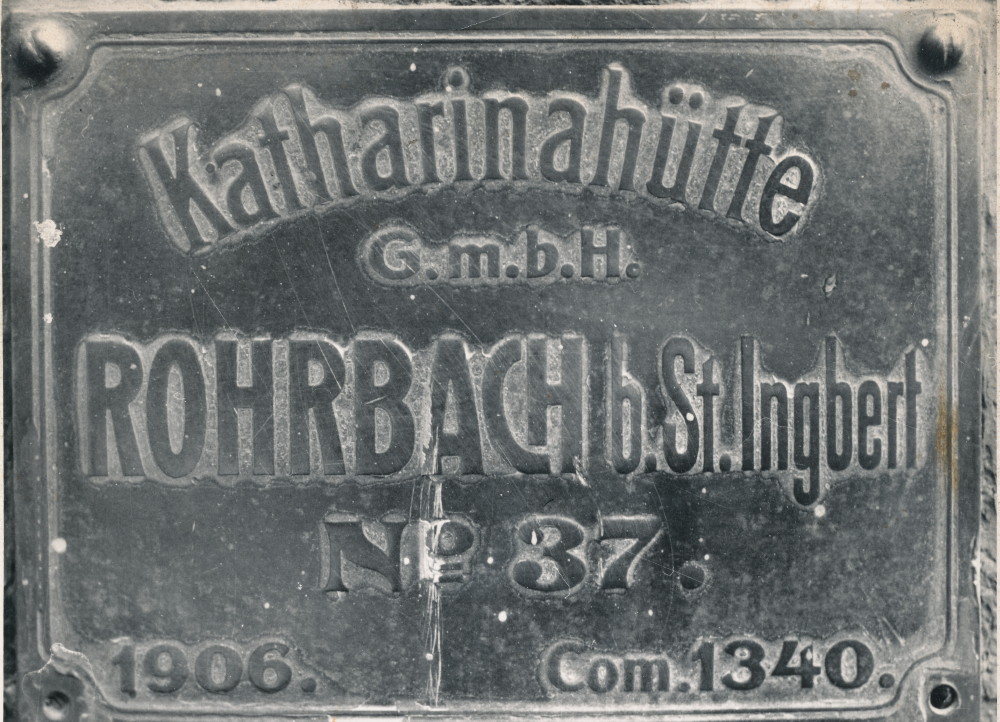 Katharinahütte
G.m.b.H.
ROHRBACH b.St.Ingbert
Nº 37.
1906. Com.1340.